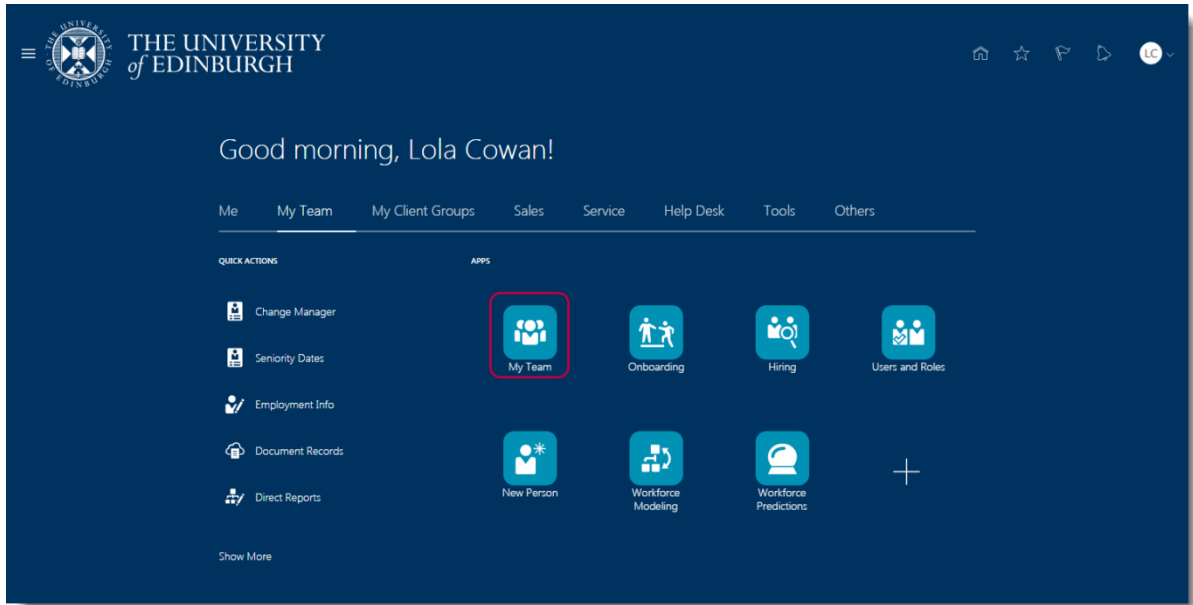 THE UNIVERSITY
of EDINBURGH
LC
Good morning, Lola Cowan!
Me My Team My Client Groups Sales Service Help Desk Tools Others
QUICK ACTIONS
Change Manager
Seniority Dates
Employment Info
Document Records
Direct Reports
Show More
APPS
My Team
Onboarding
Hiring
Users and Roles
New Person
Workforce
Modeling
Workforce
Predictions